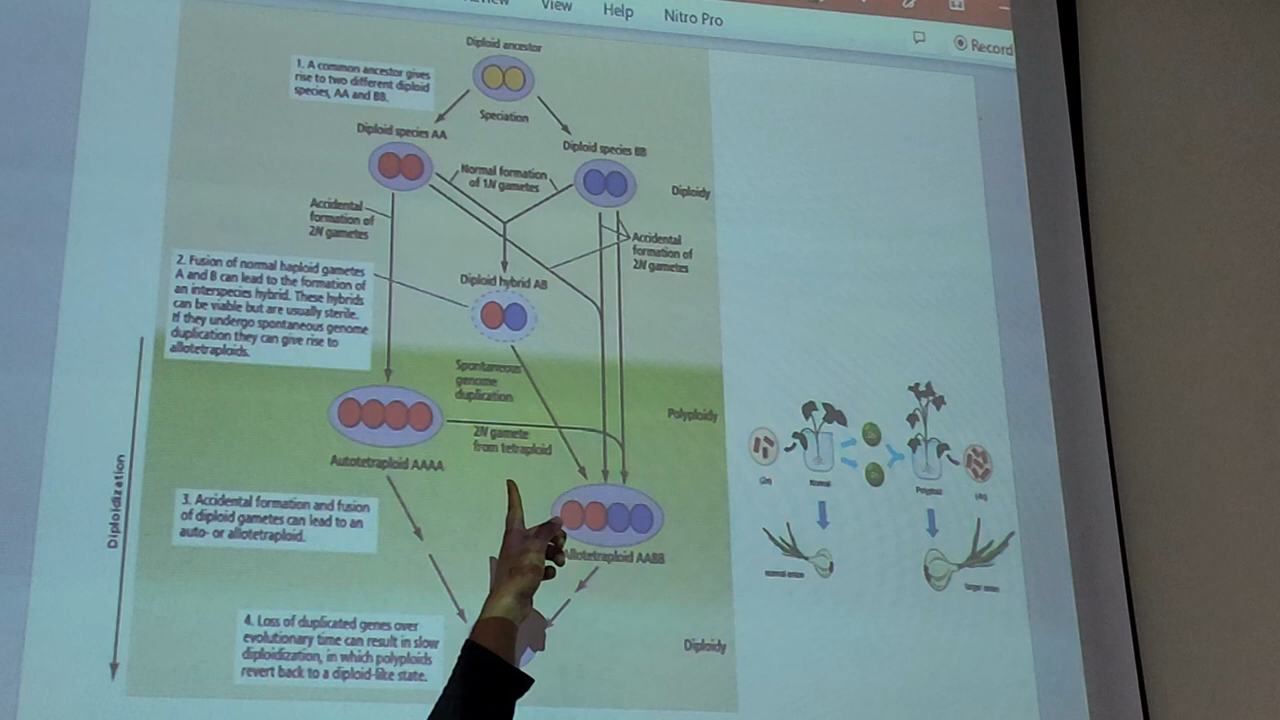 View
Help
Nitro Pro
Record
Diploid ancestor
1. A common ancestor gives
rise to two different diploid
species, AA and BB.
Speciation
Diploid species AA
Diploid species BB
Normal formation
of 1N gametes
Diploidy
Accidental
formation of
2N gametes
Accidental
formation of
2N gametes
2. Fusion of normal haploid gametes
A and B can lead to the formation of
an interspecies hybrid. These hybrids
can be viable but are usually sterile.
If they undergo spontaneous genome
duplication they can give rise to
allotetraploids.
Diploid hybrid AB
Spontaneous
genome
duplication
Polyploidy
2N gamete
from tetraploid
Autotetraploid AAAA
Diploidization
3. Accidental formation and fusion
of diploid gametes can lead to an
auto- or allotetraploid.
Allotetraploid AABB
4. Loss of duplicated genes over
evolutionary time can result in slow
diploidization, in which polyploids
revert back to a diploid-like state.
Diploidy
Normal
normal onion
larger onion